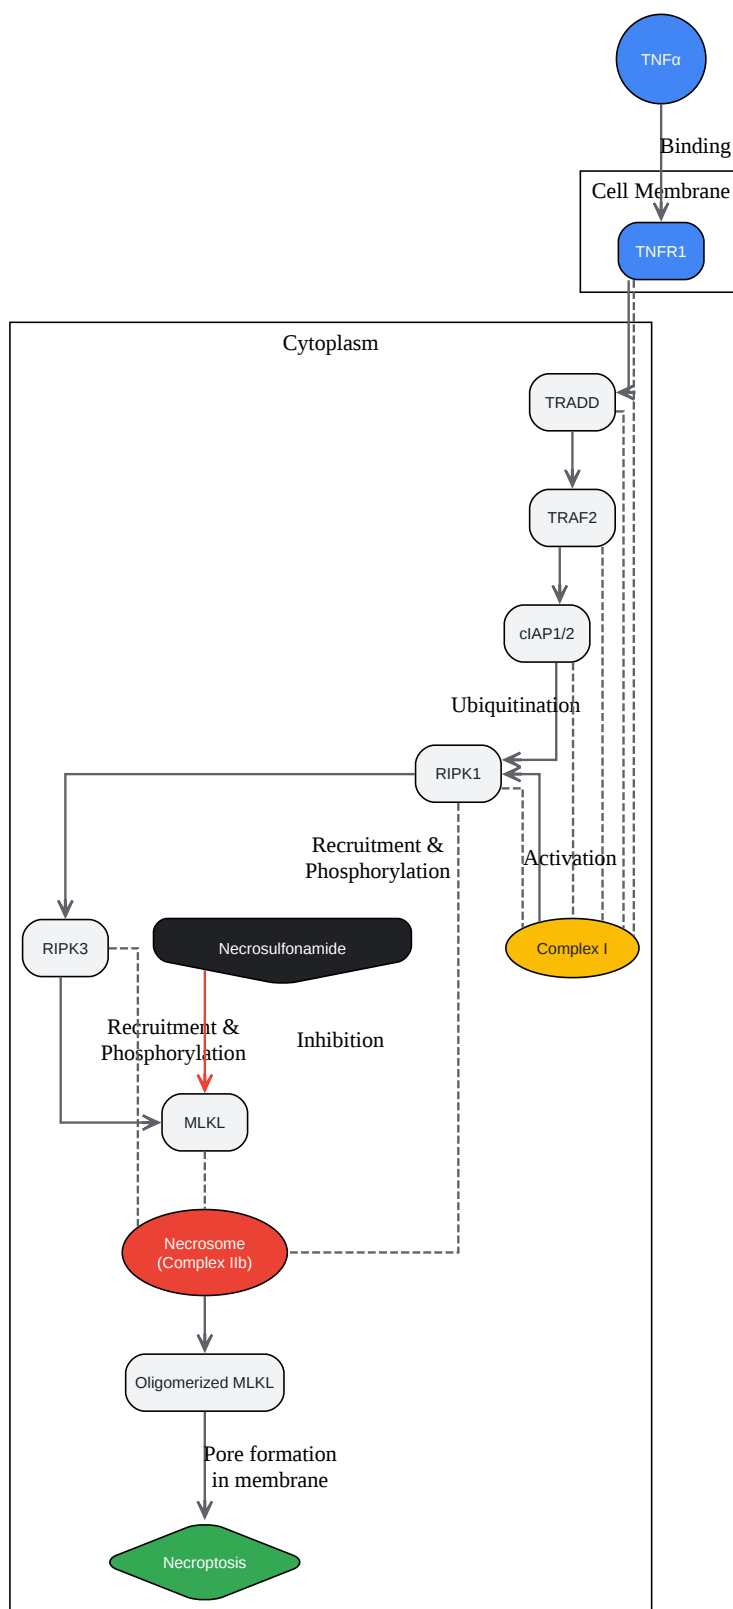 TNFα
Binding
Cell Membrane
TNFR1
Cytoplasm
TRADD
TRAF2
cIAP1/2
Ubiquitination
RIPK1
Recruitment &
Phosphorylation
Activation
RIPK3
Necrosulfonamide
Complex I
Recruitment &
Phosphorylation
Inhibition
MLKL
Necrosome
(Complex IIb)
Oligomerized MLKL
Pore formation
in membrane
Necroptosis